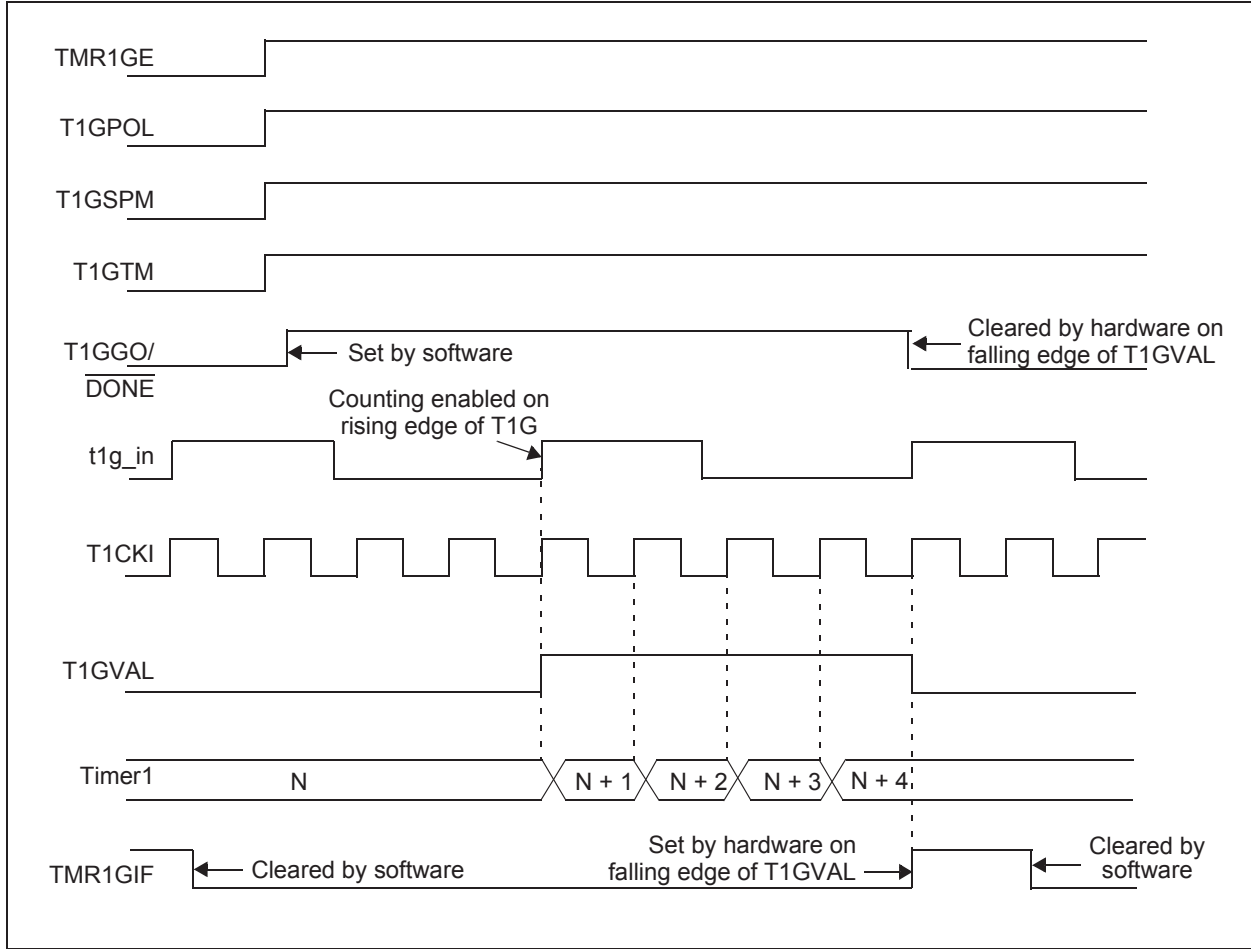 TMR1GE
T1GPOL
T1GSPM
T1GTM
T1GGO/
DONE
Set by software
Cleared by hardware on
falling edge of T1GVAL
Counting enabled on
rising edge of T1G
t1g_in
T1CKI
T1GVAL
Timer1
N
N + 1
N + 2
N + 3
N + 4
TMR1GIF
Cleared by software
Set by hardware on
falling edge of T1GVAL
Cleared by
software